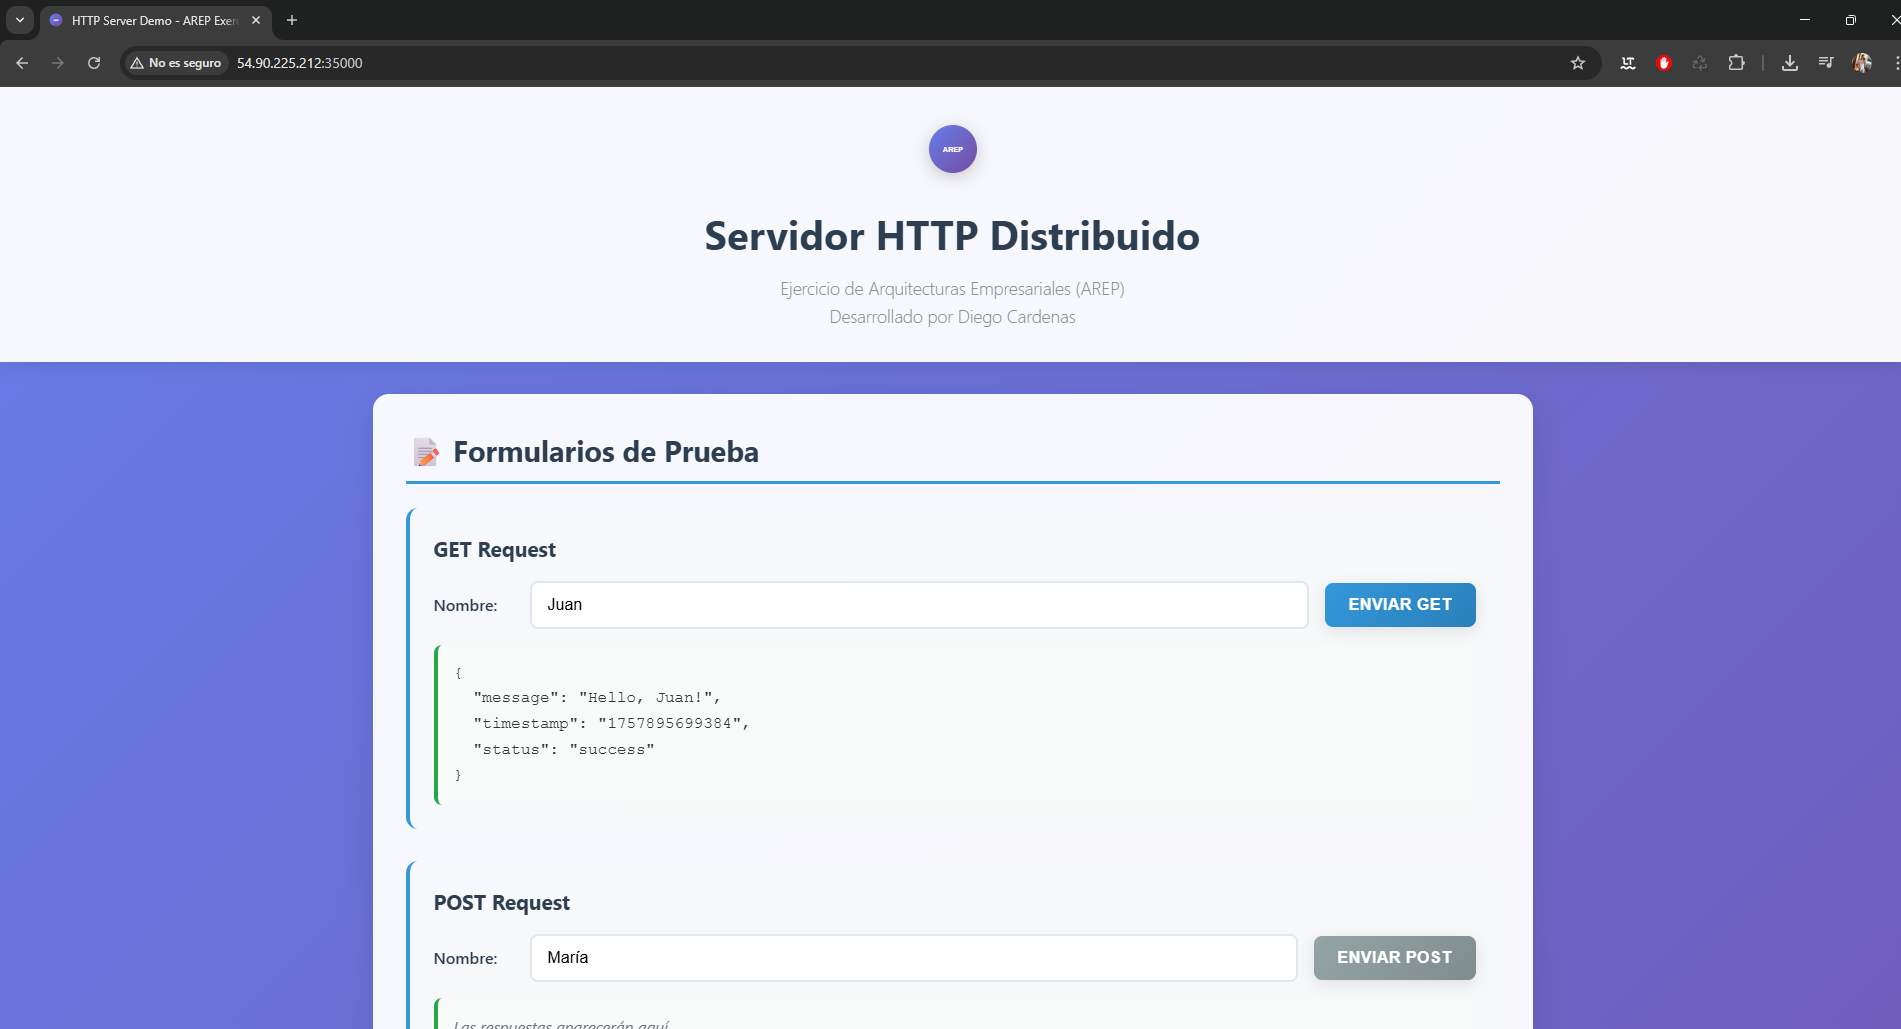 HTTP Server Demo - AREP Exer
No es seguro
54.90.225.212:35000
AREP
Servidor HTTP Distribuido
Ejercicio de Arquitecturas Empresariales (AREP)
Desarrollado por Diego Cardenas
Formularios de Prueba
GET Request
Nombre:
Juan
ENVIAR GET
{
  "message": "Hello, Juan!",
  "timestamp": "1757895699384",
  "status": "success"
}
POST Request
Nombre:
María
ENVIAR POST
Las respuestas aparecerán aquí